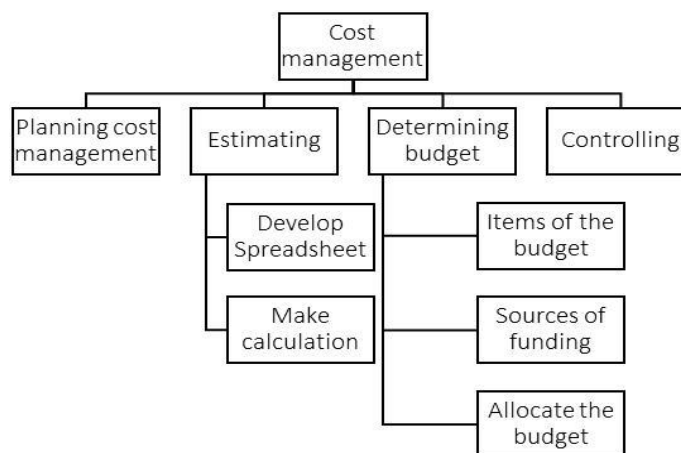 Cost
management
Planning cost
management
Estimating
Determining
budget
Controlling
Develop
Spreadsheet
Make
calculation
Items of the
budget
Sources of
funding
Allocate the
budget